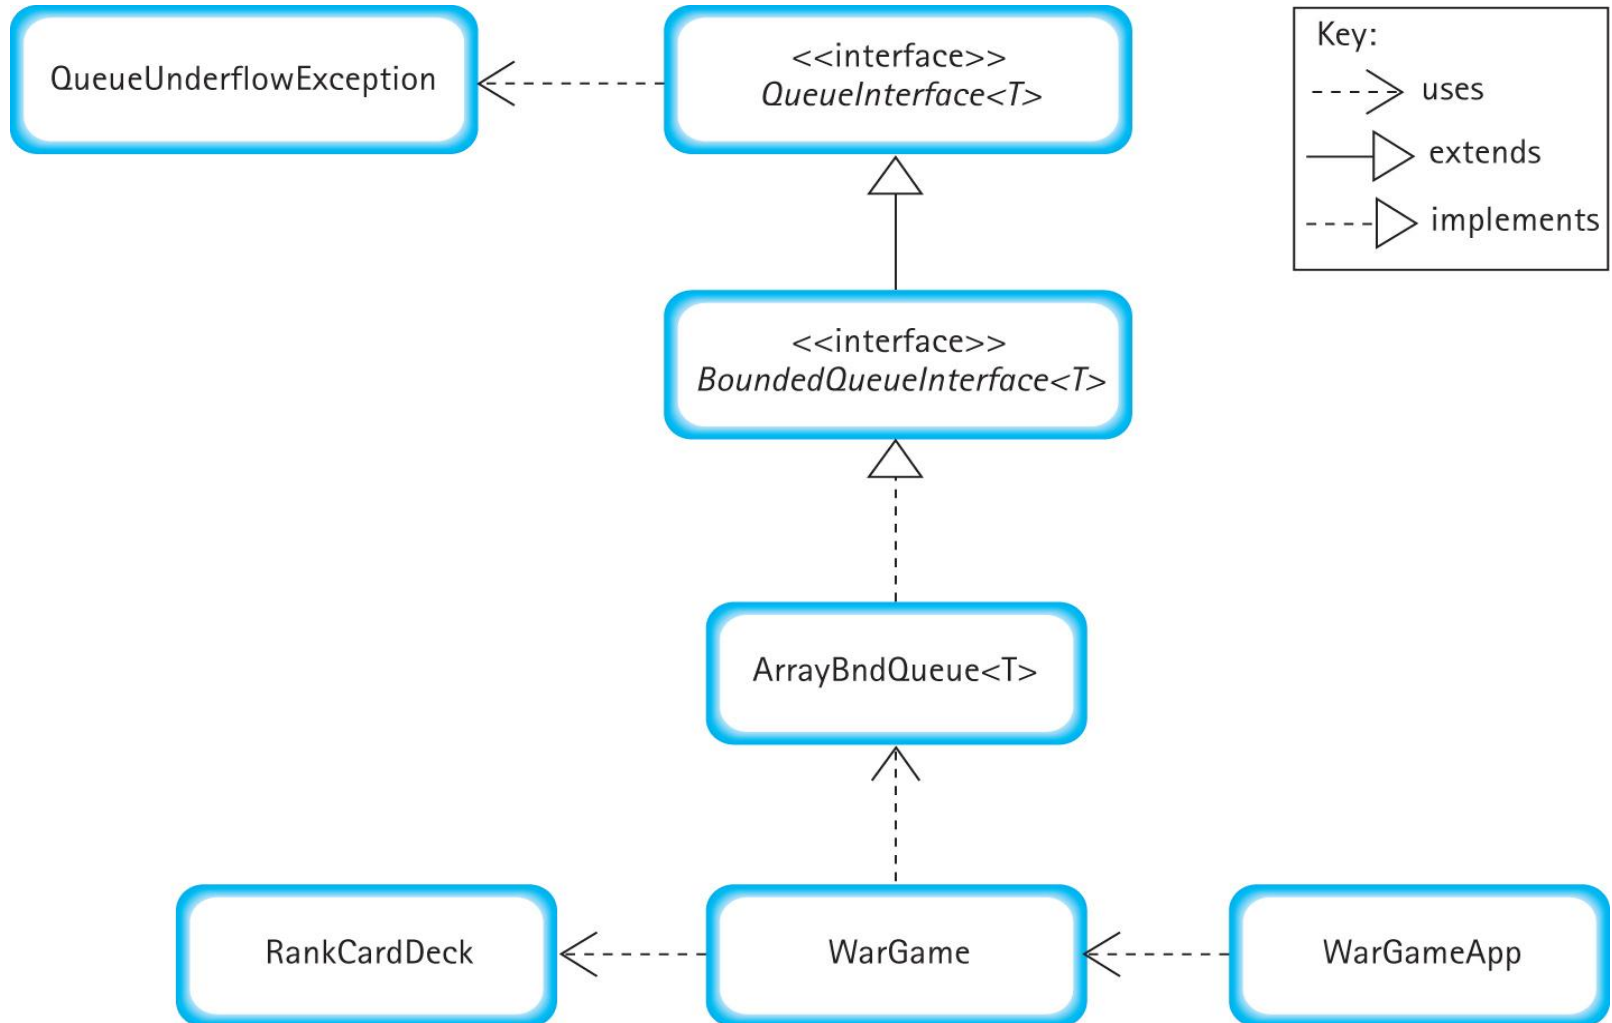 QueueUnderflowException
<<interface>>
QueueInterface<T>
Key:
uses
extends
implements
<<interface>>
BoundedQueueInterface<T>
ArrayBndQueue<T>
RankCardDeck
WarGame
WarGameApp